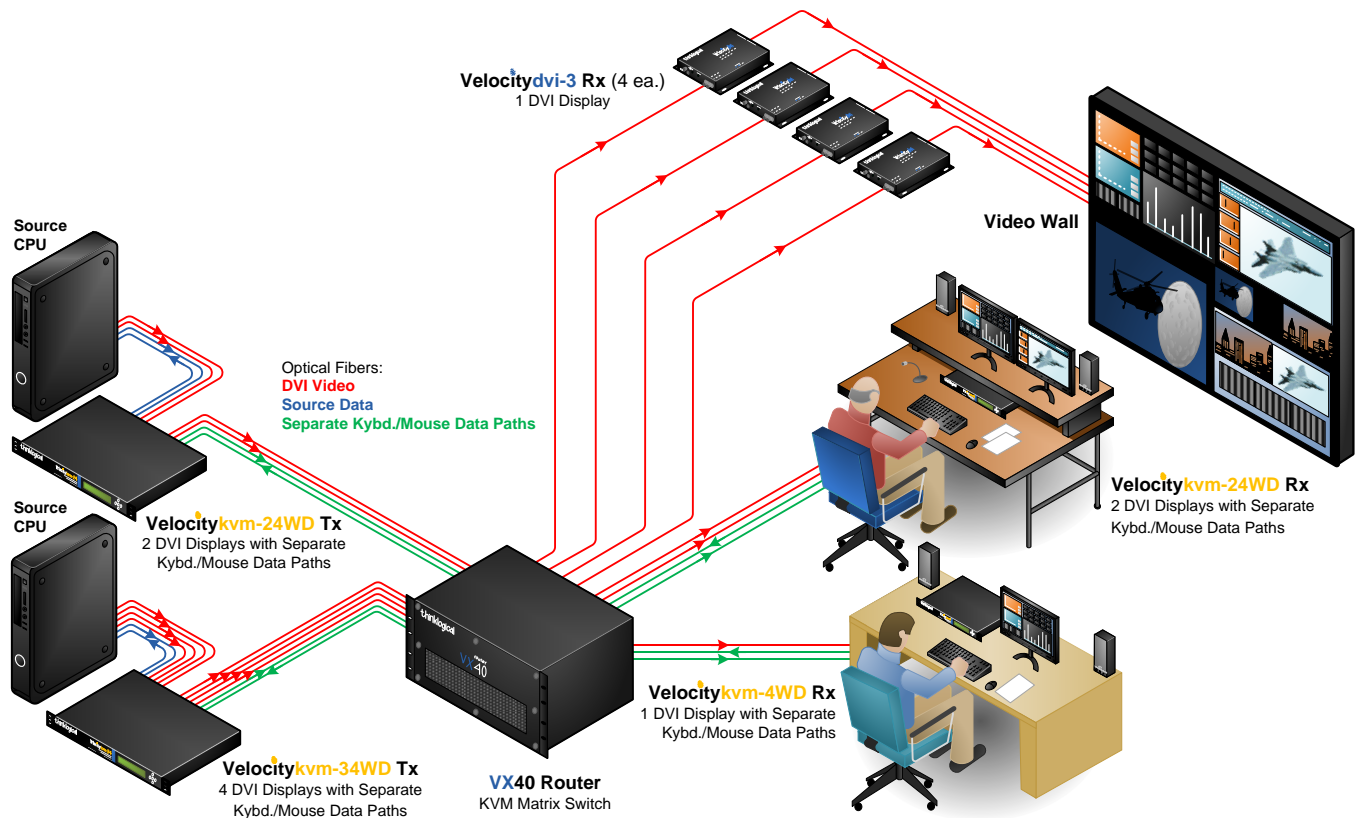 Velocitydvi-3 Rx (4 ea.)
1 DVI Display
Video Wall
Source
CPU
Optical Fibers:
DVI Video
Source Data
Separate Kybd./Mouse Data Paths
Velocitykvm-24WD Tx
2 DVI Displays with Separate
Kybd./Mouse Data Paths
Velocitykvm-24WD Rx
2 DVI Displays with Separate
Kybd./Mouse Data Paths
Source
CPU
thinklogical
VX40
Velocitykvm-4WD Rx
1 DVI Display with Separate
Kybd./Mouse Data Paths
Velocitykvm-34WD Tx
4 DVI Displays with Separate
Kybd./Mouse Data Paths
VX40 Router
KVM Matrix Switch